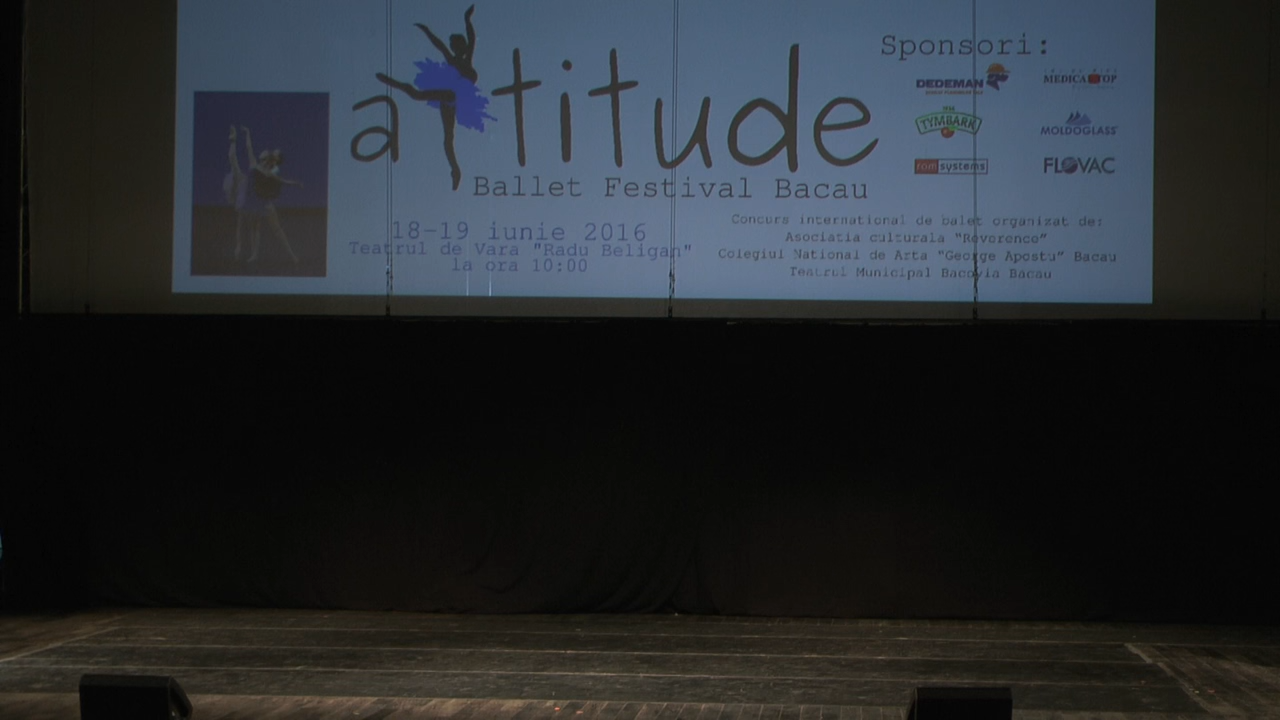 attitude
Ballet Festival Bacau
18-19 iunie 2016
Teatrul de Vara "Radu Beligan"
la ora 10:00
Sponsori:
DEDEMAN
MEDICA TOP
TYMBARK
MOLDOGLASS
romsystems
FLOVAC
Concurs international de balet organizat de:
Asociatia culturala "Reverence"
Colegiul National de Arta "George Apostu" Bacau
Teatrul Municipal Bacovia Bacau